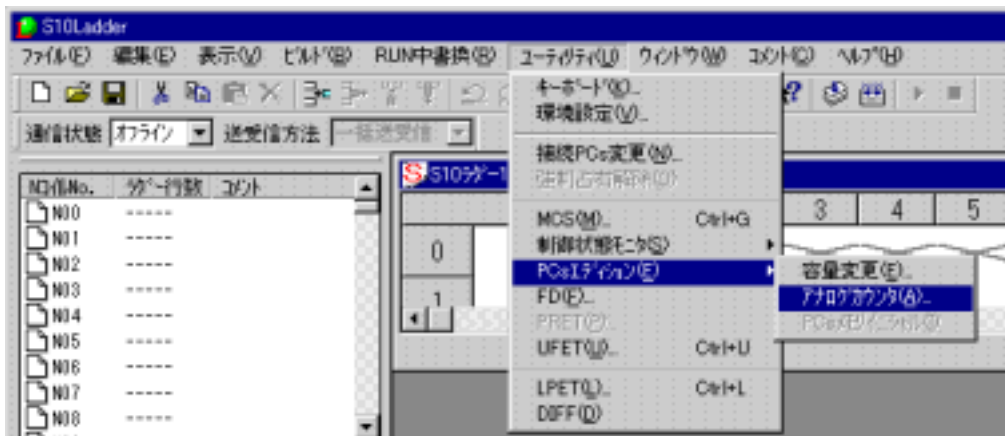 S10Ladder
ﾌｧｲﾙ(F) 編集(E) 表示(V) ﾋﾞﾙﾄﾞ(B) RUN中書換(R) ﾕｰﾃｨﾘﾃｨ(U) ｳｨﾝﾄﾞｳ(W) ｺﾒﾝﾄ(C) ﾍﾙﾌﾟ(H)
通信状態 ｵﾌﾗｲﾝ 送受信方法 一括送受信
ｷｰﾎﾞｰﾄﾞ(K)...
環境設定(V)...
接続PCs変更(N)...
強制占有解除(O)
MCS(M)... Ctrl+G
制御状態ﾓﾆﾀ(S)
PCsｴﾃﾞｨｼｮﾝ(E)
FD(F)...
PRET(P)...
UFET(U)... Ctrl+U
LPET(L)... Ctrl+L
DIFF(D)
容量変更(E)...
ｱﾅﾛｸﾞｶｳﾝﾀ(A)...
NｺｲﾙNo. ﾗﾀﾞｰ行数 ｺﾒﾝﾄ
N00 -----
N01 -----
N02 -----
N03 -----
N04 -----
N05 -----
N06 -----
N07 -----
N08 -----
S10ﾗﾀﾞｰ1
3 4 5
0
1